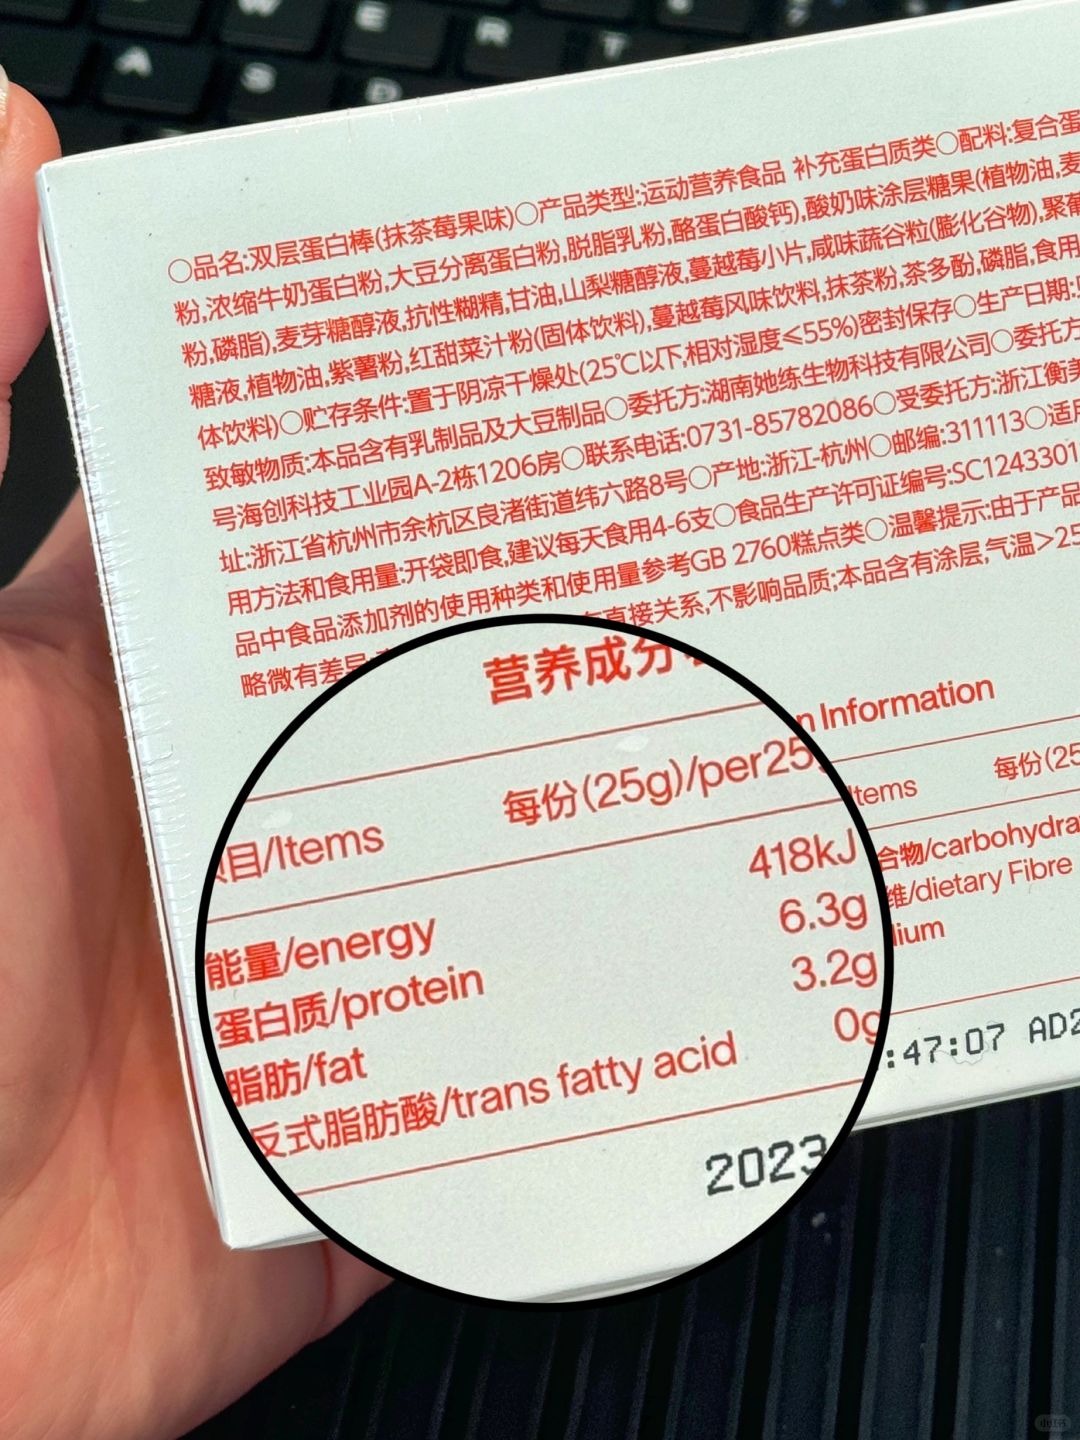 W E R T
A S D
○品名:双层蛋白棒(抹茶莓果味)○产品类型:运动营养食品 补充蛋白质类○配料:复合蛋
粉,浓缩牛奶蛋白粉,大豆分离蛋白粉,脱脂乳粉,酪蛋白酸钙),酸奶味涂层糖果(植物油,麦
粉,磷脂),麦芽糖醇液,抗性糊精,甘油,山梨糖醇液,蔓越莓小片,咸味蔬谷粒(膨化谷物),聚葡
糖液,植物油,紫薯粉,红甜菜汁粉(固体饮料),蔓越莓风味饮料,抹茶粉,茶多酚,磷脂,食用
体饮料)○贮存条件:置于阴凉干燥处(25℃以下,相对湿度≤55%)密封保存○生产日期:
致敏物质:本品含有乳制品及大豆制品○委托方:湖南她练生物科技有限公司○委托方
号海创科技工业园A-2栋1206房○联系电话:0731-85782086○受委托方:浙江衡美
址:浙江省杭州市余杭区良渚街道纬六路8号○产地:浙江-杭州○邮编:311113○适用
用方法和食用量:开袋即食,建议每天食用4-6支○食品生产许可证编号:SC1243301
品中食品添加剂的使用种类和使用量参考GB 2760糕点类○温馨提示:由于产品
略微有差异 直接关系,不影响品质;本品含有涂层,气温>25
营养成分
n Information
项目/Items 每份(25g)/per25
Items 每份(25
能量/energy 418kJ
蛋白质/protein 6.3g
脂肪/fat 3.2g
反式脂肪酸/trans fatty acid 0g
合物/carbohydra
维/dietary Fibre
dium
2023
:47:07 AD2
小红书